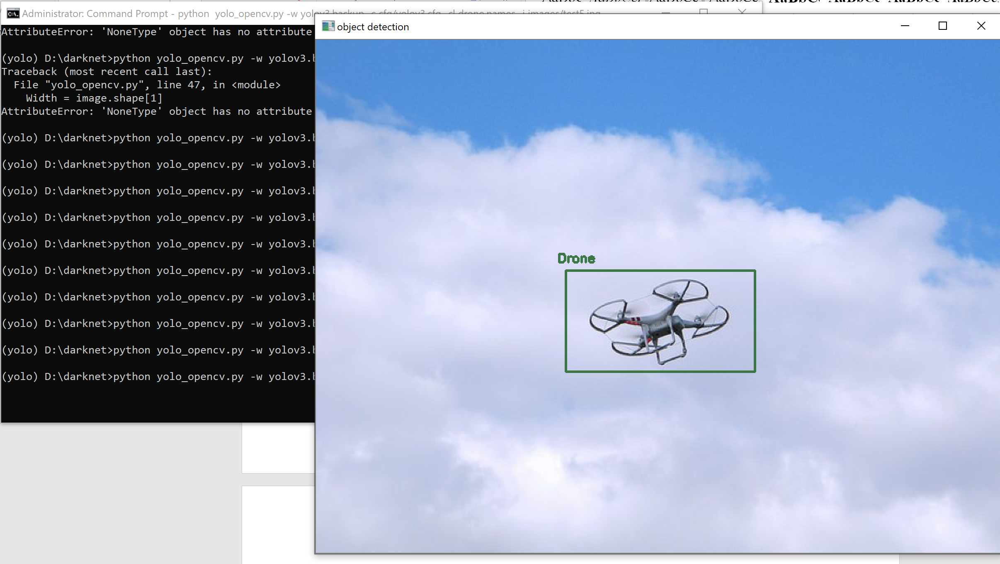 Administrator: Command Prompt - python  yolo_opencv.py -w yolov3.backup -c cfg/yolov3.cfg -cl drone.names -i images/test5.jpg
AttributeError: 'NoneType' object has no attribute
(yolo) D:\darknet>python yolo_opencv.py -w yolov3.
Traceback (most recent call last):
  File "yolo_opencv.py", line 47, in <module>
    Width = image.shape[1]
AttributeError: 'NoneType' object has no attribute
(yolo) D:\darknet>python yolo_opencv.py -w yolov3.
(yolo) D:\darknet>python yolo_opencv.py -w yolov3.
(yolo) D:\darknet>python yolo_opencv.py -w yolov3.
(yolo) D:\darknet>python yolo_opencv.py -w yolov3.
(yolo) D:\darknet>python yolo_opencv.py -w yolov3.
(yolo) D:\darknet>python yolo_opencv.py -w yolov3.
(yolo) D:\darknet>python yolo_opencv.py -w yolov3.
(yolo) D:\darknet>python yolo_opencv.py -w yolov3.
(yolo) D:\darknet>python yolo_opencv.py -w yolov3.
(yolo) D:\darknet>python yolo_opencv.py -w yolov3.
object detection
Drone